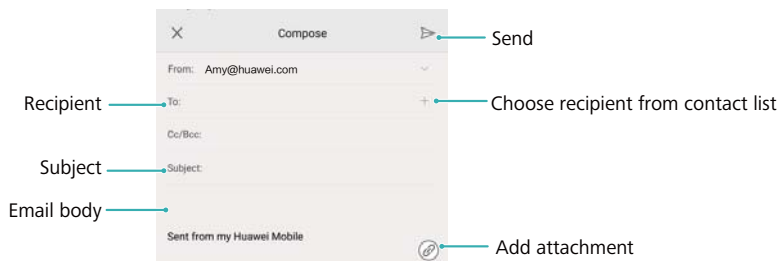 Compose
Send
From: Amy@huawei.com
Recipient
To:
Choose recipient from contact list
Cc/Bcc:
Subject
Subject:
Email body
Sent from my Huawei Mobile
Add attachment